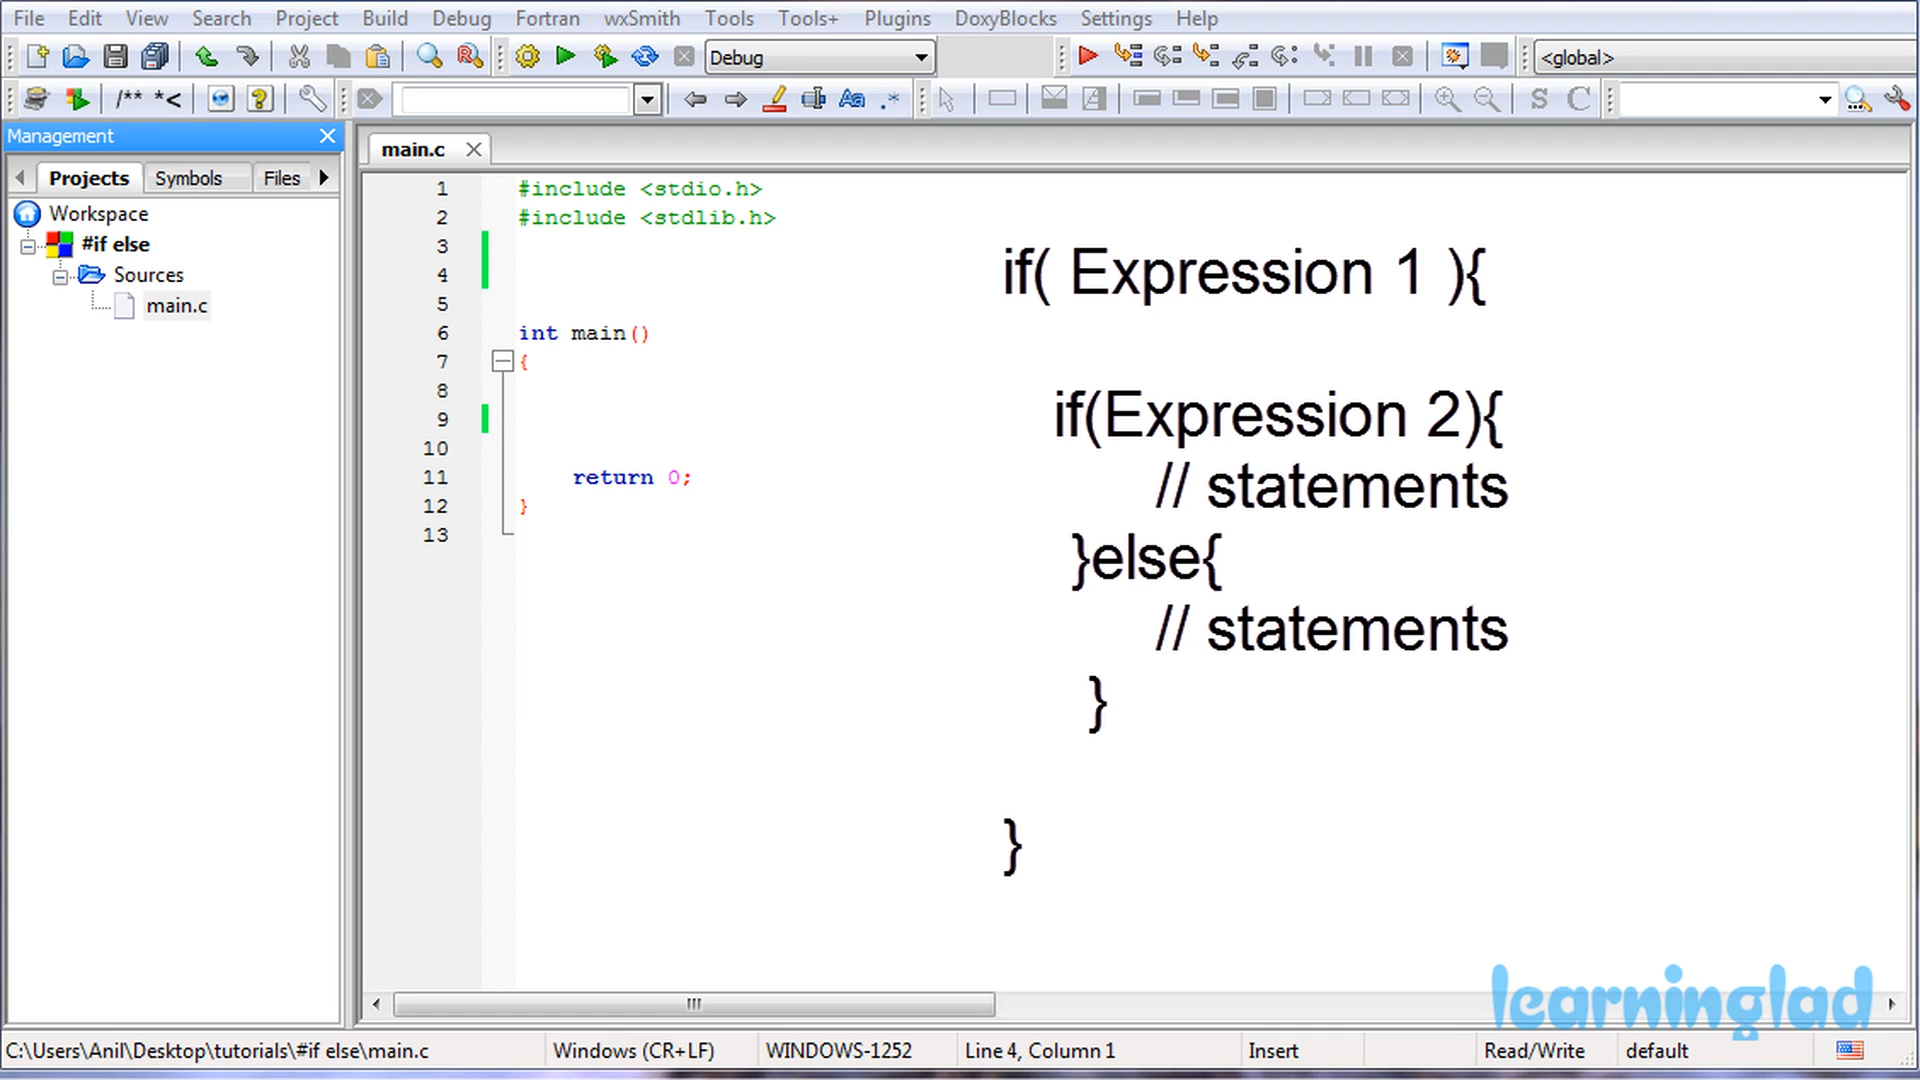 File Edit View Search Project Build Debug Fortran wxSmith Tools Tools+ Plugins DoxyBlocks Settings Help
Debug <global>
/** *< Aa .* S C
Management
Projects Symbols Files
main.c
Workspace
#if else
Sources
main.c
1 #include <stdio.h>
2 #include <stdlib.h>
3
4
5
6 int main()
7 {
8
9
10
11 return 0;
12 }
13
if( Expression 1 ){
if(Expression 2){
// statements
}else{
// statements
}
}
learninglad
C:\Users\Anil\Desktop\tutorials\#if else\main.c Windows (CR+LF) WINDOWS-1252 Line 4, Column 1 Insert Read/Write default